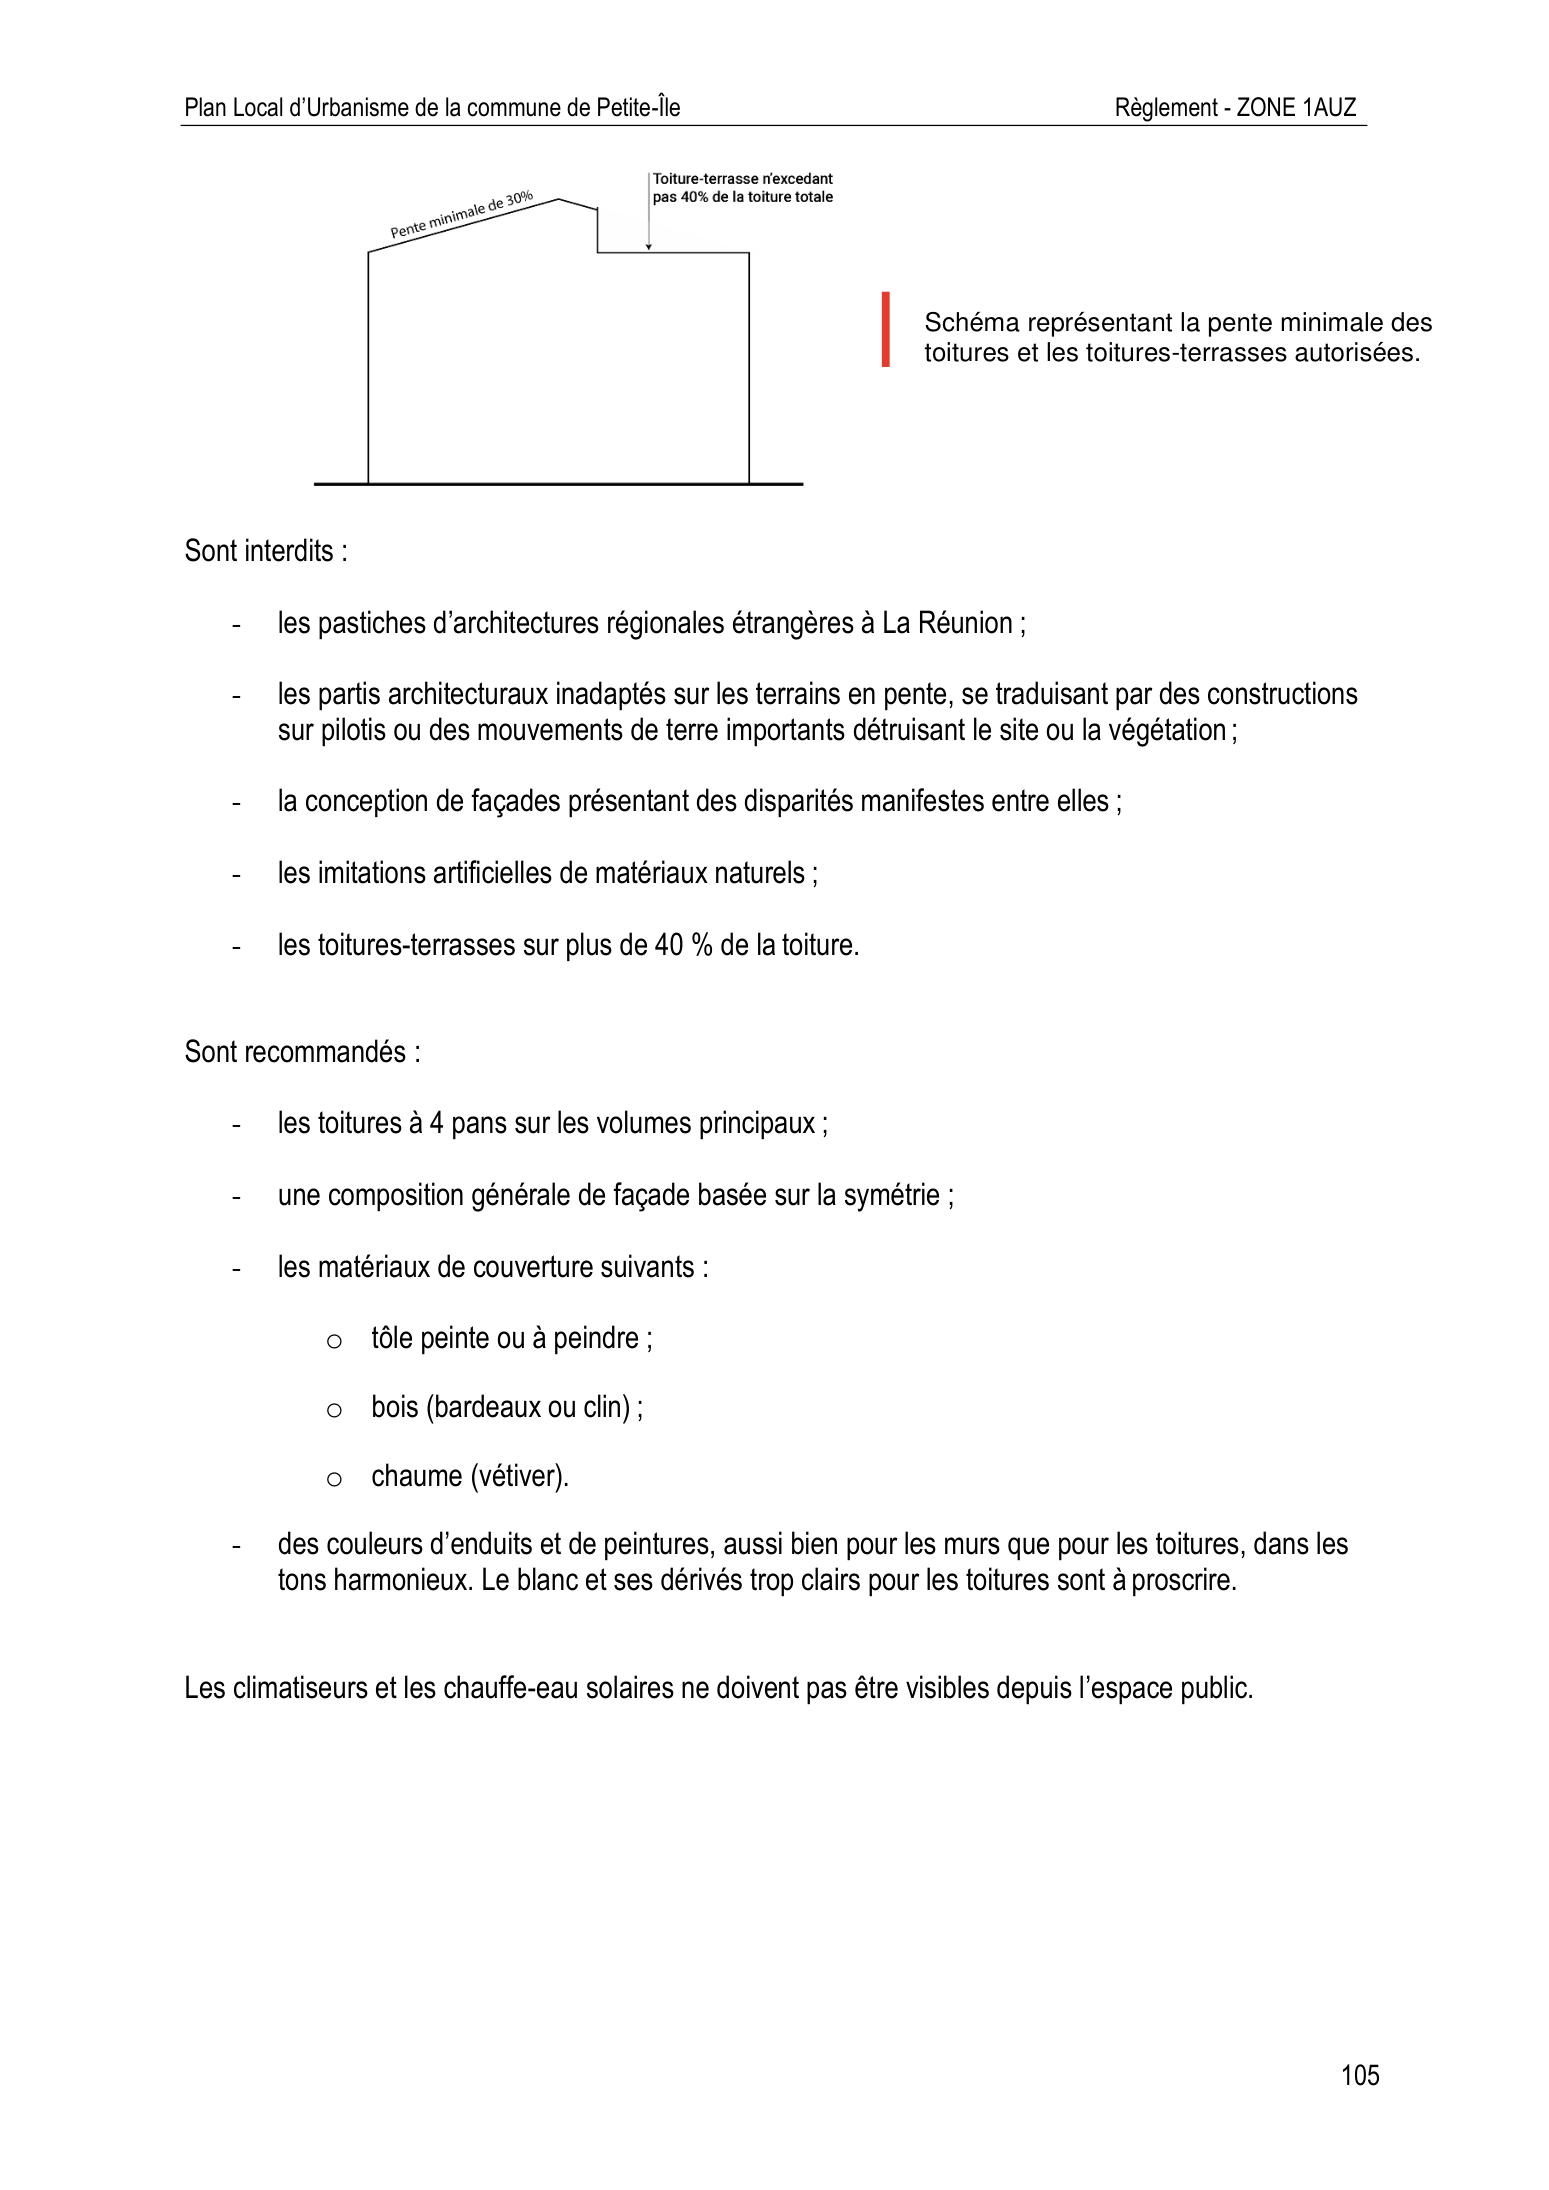 Plan Local d’Urbanisme de la commune de Petite-Île Règlement - ZONE 1AUZ
Toiture-terrasse n’excedant
pas 40% de la toiture totale
Pente minimale de 30%
Schéma représentant la pente minimale des
toitures et les toitures-terrasses autorisées.
Sont interdits :
- les pastiches d’architectures régionales étrangères à La Réunion ;
- les partis architecturaux inadaptés sur les terrains en pente, se traduisant par des constructions
sur pilotis ou des mouvements de terre importants détruisant le site ou la végétation ;
- la conception de façades présentant des disparités manifestes entre elles ;
- les imitations artificielles de matériaux naturels ;
- les toitures-terrasses sur plus de 40 % de la toiture.
Sont recommandés :
- les toitures à 4 pans sur les volumes principaux ;
- une composition générale de façade basée sur la symétrie ;
- les matériaux de couverture suivants :
o tôle peinte ou à peindre ;
o bois (bardeaux ou clin) ;
o chaume (vétiver).
- des couleurs d’enduits et de peintures, aussi bien pour les murs que pour les toitures, dans les
tons harmonieux. Le blanc et ses dérivés trop clairs pour les toitures sont à proscrire.
Les climatiseurs et les chauffe-eau solaires ne doivent pas être visibles depuis l’espace public.
105